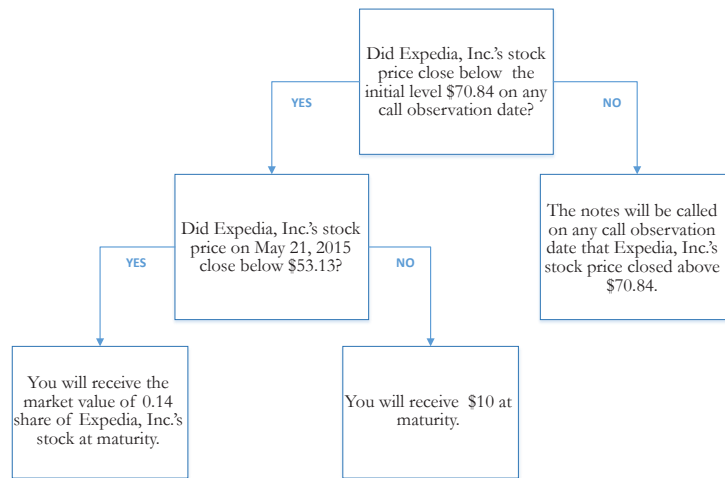 Did Expedia, Inc.'s stock
price close below the
initial level $70.84 on any
call observation date?
YES
NO
Did Expedia, Inc.'s stock
price on May 21, 2015
close below $53.13?
The notes will be called
on any call observation
date that Expedia, Inc.'s
stock price closed above
$70.84.
YES
NO
You will receive the
market value of 0.14
share of Expedia, Inc.'s
stock at maturity.
You will receive $10 at
maturity.